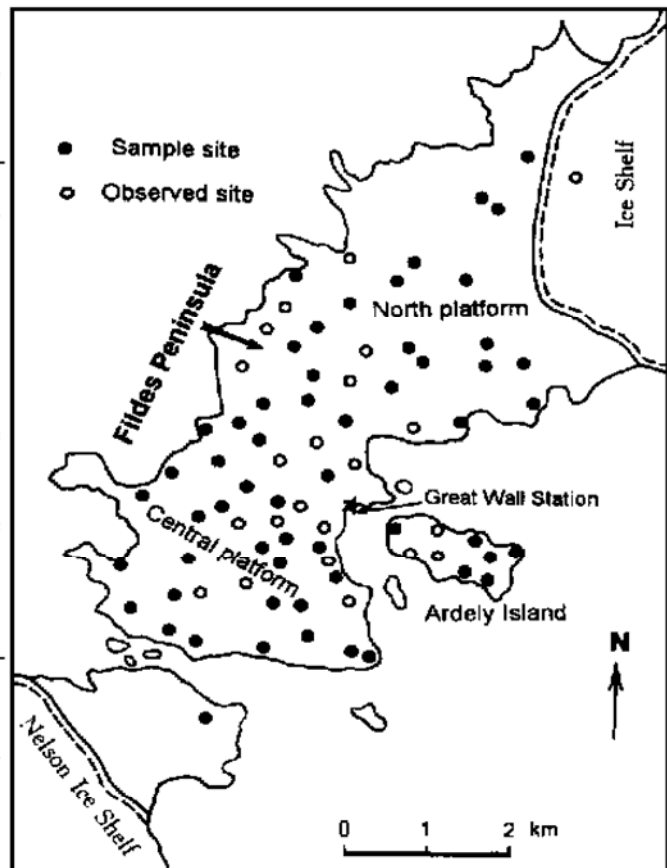 Sample site
Observed site
Ice Shelf
Fildes Peninsula
North platform
Great Wall Station
Central platform
Ardely Island
N
Nelson Ice Shelf
0 1 2 km